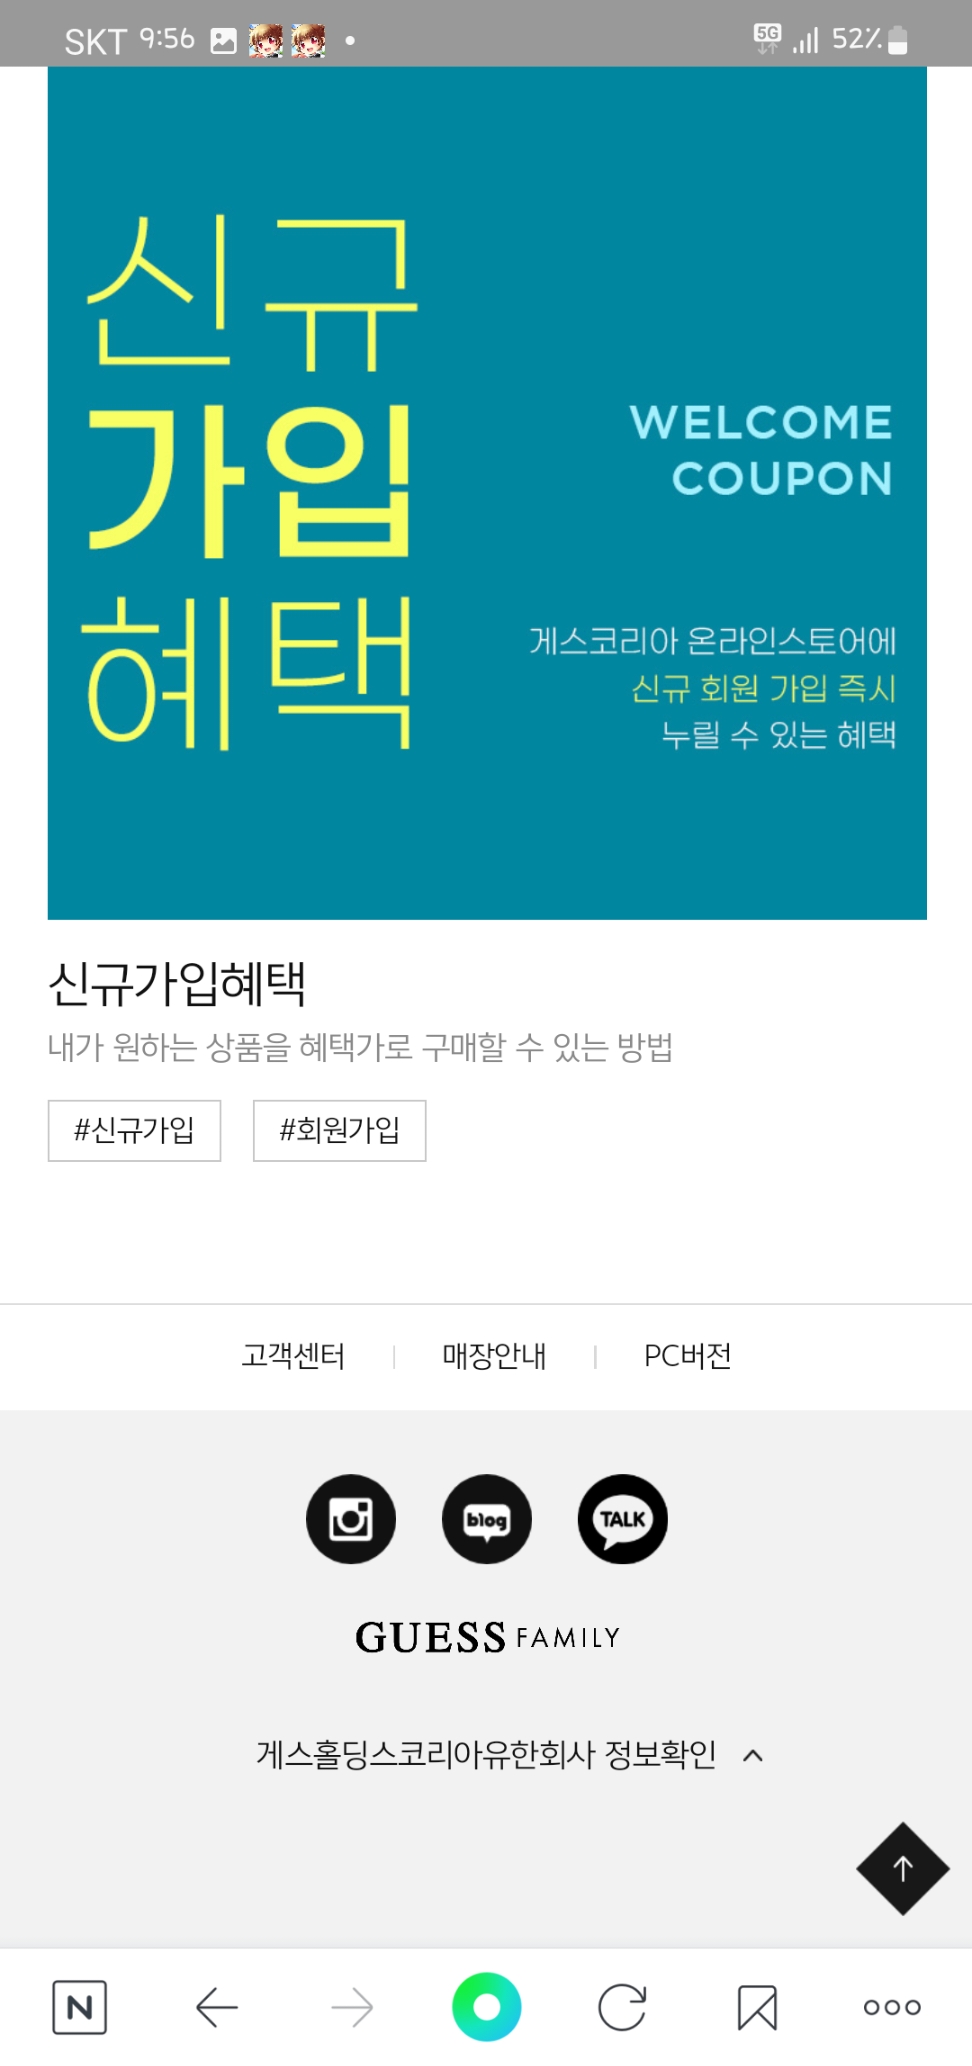 SKT 9:56 5G 52%
신규
가입
혜택
WELCOME
COUPON
게스코리아 온라인스토어에
신규 회원 가입 즉시
누릴 수 있는 혜택
신규가입혜택
내가 원하는 상품을 혜택가로 구매할 수 있는 방법
#신규가입 #회원가입
고객센터 매장안내 PC버전
blog TALK
GUESS FAMILY
게스홀딩스코리아유한회사 정보확인
N